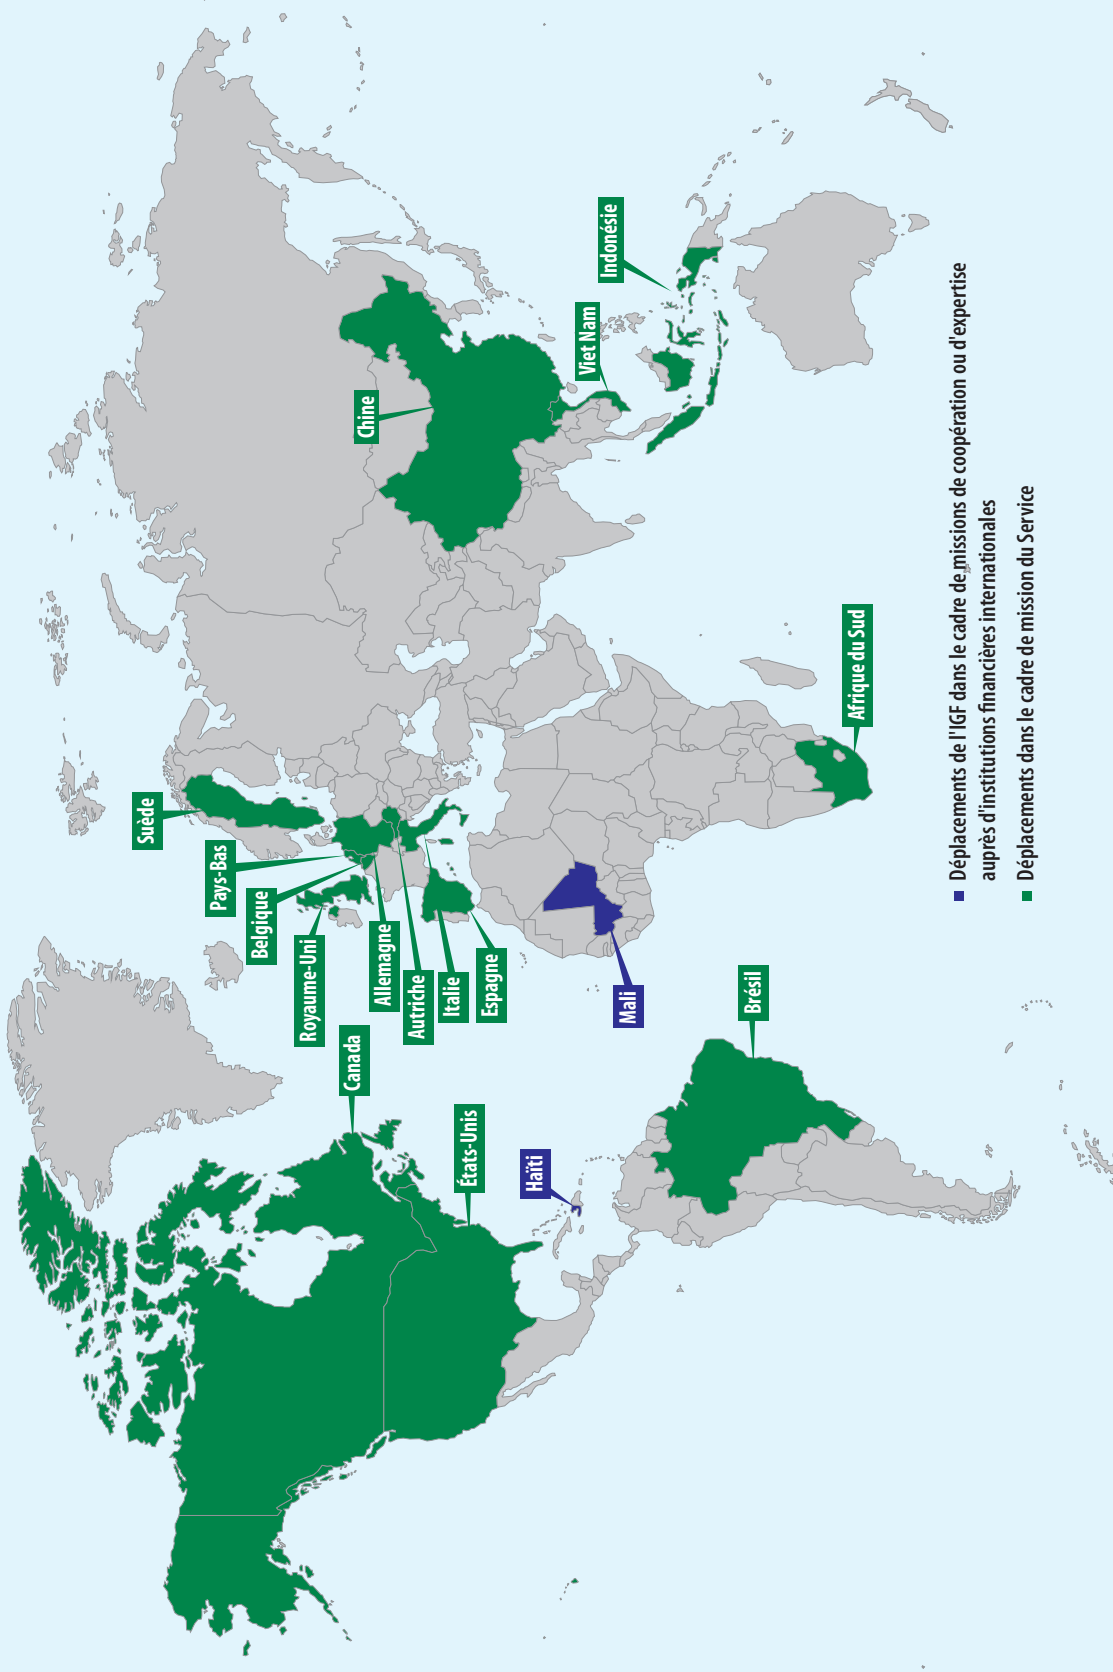 Canada
États-Unis
Haïti
Brésil
Suède
Pays-Bas
Belgique
Royaume-Uni
Allemagne
Autriche
Italie
Espagne
Mali
Afrique du Sud
Chine
Viet Nam
Indonésie
Déplacements de l'IGF dans le cadre de missions de coopération ou d'expertise
auprès d'institutions financières internationales
Déplacements dans le cadre de mission du Service